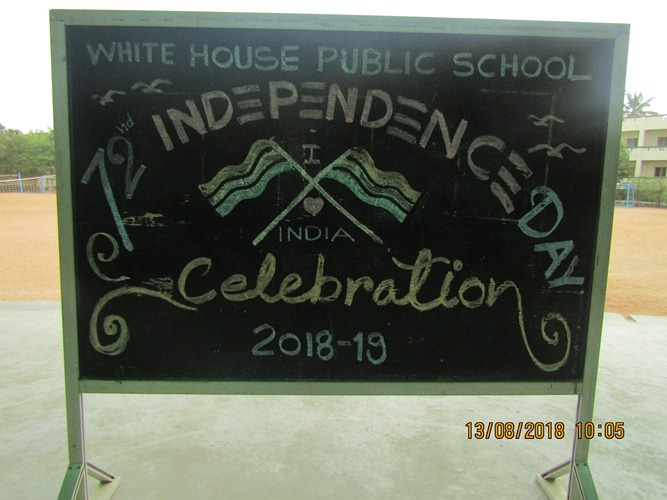 WHITE HOUSE PUBLIC SCHOOL
72nd INDEPENDENCE DAY
I
INDIA
Celebration
2018-19
13/08/2018 10:05